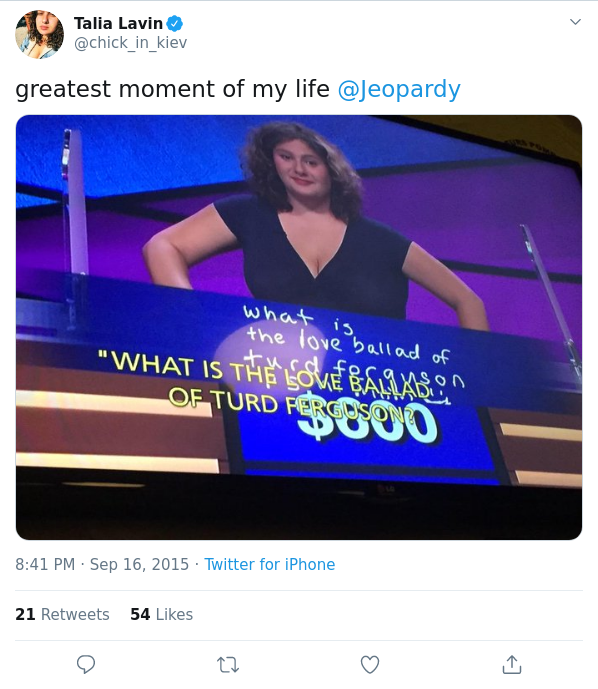 Talia Lavin
@chick_in_kiev
greatest moment of my life @Jeopardy
what is
the love ballad of
turd ferguson
"WHAT IS THE LOVE BALLAD
OF TURD FERGUSON?
8:41 PM · Sep 16, 2015 · Twitter for iPhone
21 Retweets 54 Likes